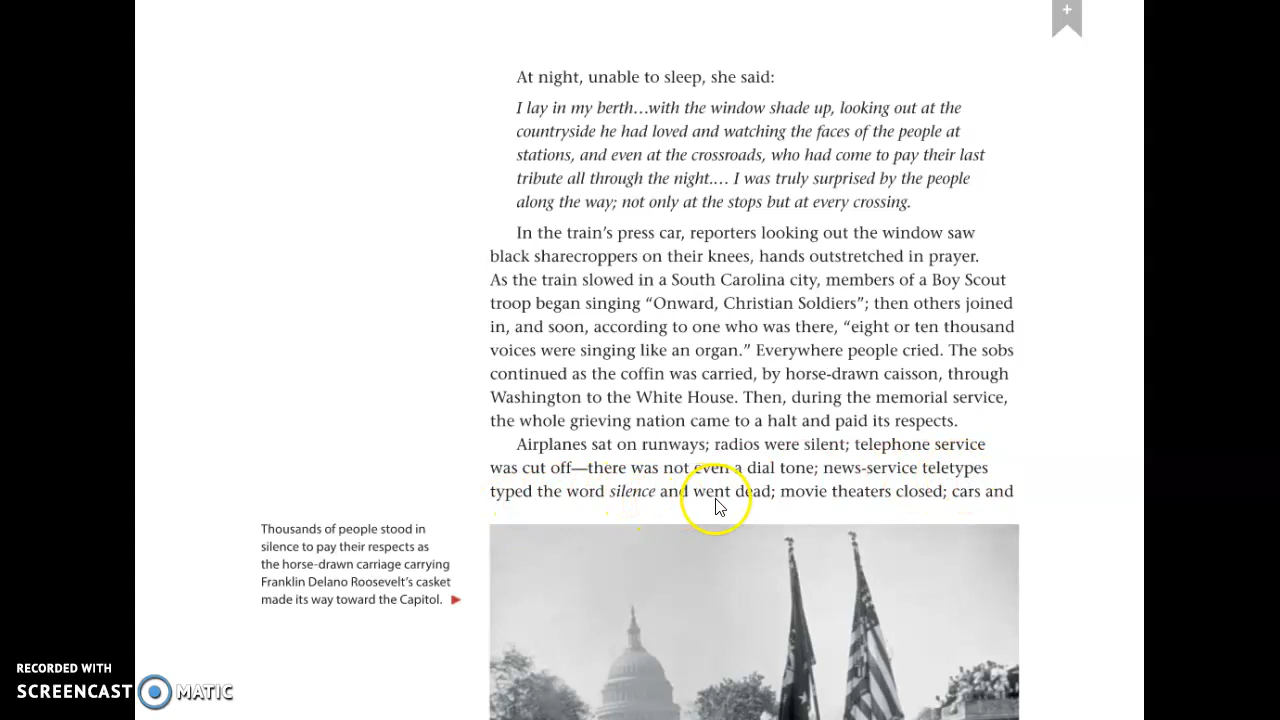 At night, unable to sleep, she said:
I lay in my berth…with the window shade up, looking out at the
countryside he had loved and watching the faces of the people at
stations, and even at the crossroads, who had come to pay their last
tribute all through the night.… I was truly surprised by the people
along the way; not only at the stops but at every crossing.
In the train’s press car, reporters looking out the window saw
black sharecroppers on their knees, hands outstretched in prayer.
As the train slowed in a South Carolina city, members of a Boy Scout
troop began singing “Onward, Christian Soldiers”; then others joined
in, and soon, according to one who was there, “eight or ten thousand
voices were singing like an organ.” Everywhere people cried. The sobs
continued as the coffin was carried, by horse-drawn caisson, through
Washington to the White House. Then, during the memorial service,
the whole grieving nation came to a halt and paid its respects.
Airplanes sat on runways; radios were silent; telephone service
was cut off—there was not even a dial tone; news-service teletypes
typed the word silence and went dead; movie theaters closed; cars and
Thousands of people stood in
silence to pay their respects as
the horse-drawn carriage carrying
Franklin Delano Roosevelt’s casket
made its way toward the Capitol.
RECORDED WITH
SCREENCAST MATIC